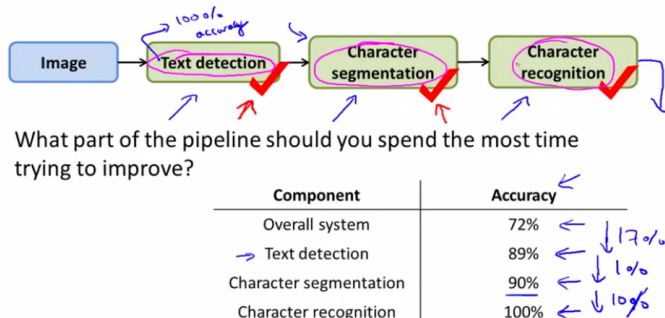 100% accuracy
Image
Text detection
Character segmentation
Character recognition
What part of the pipeline should you spend the most time
trying to improve?
Component Accuracy
Overall system 72%
17%
Text detection 89%
1%
Character segmentation 90%
10%
Character recognition 100%